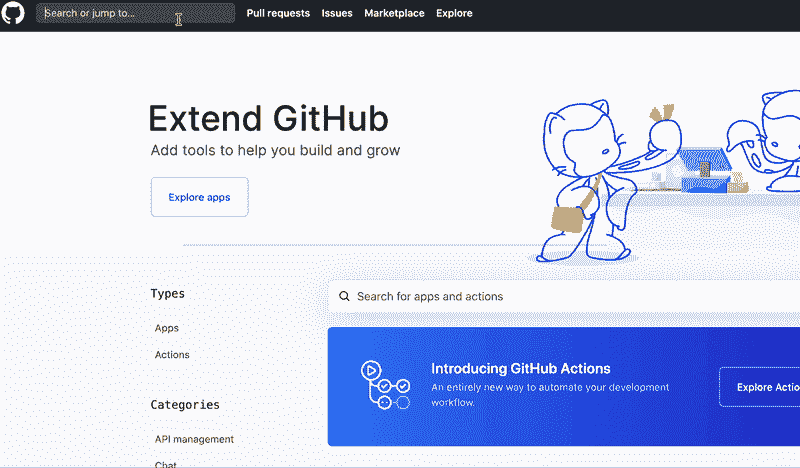 Search or jump to...
Pull requests Issues Marketplace Explore
Extend GitHub
Add tools to help you build and grow
Explore apps
Types
Apps
Actions
Categories
API management
Chat
Search for apps and actions
Introducing GitHub Actions
An entirely new way to automate your development
workflow.
Explore Actio